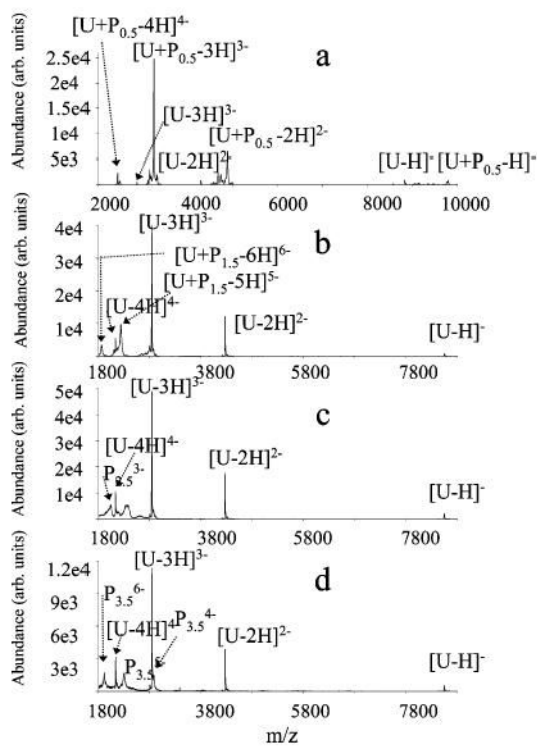 [U+P0.5-4H]4-
[U+P0.5-3H]3-
a
2.5e4
2e4
[U-3H]3-
1e4
[U+P0.5-2H]2-
5e3
[U-2H]2-
[U-H]-
[U+P0.5-H]-
2000 4000 6000 8000 10000
Abundance (arb. units)
[U-3H]3-
4e4
b
3e4
[U+P1.5-6H]6-
2e4
[U+P1.5-5H]5-
[U-4H]4-
1e4
[U-2H]2-
[U-H]-
1800 3800 5800 7800
Abundance (arb. units)
[U-3H]3-
5e4
4e4
c
3e4
[U-4H]4-
2e4
[U-2H]2-
1e4
[U-H]-
1800 3800 5800 7800
Abundance (arb. units)
[U-3H]3-
1.2e4
d
P3.5 6-
9e3
P3.5 4-
6e3
[U-4H]4-
[U-2H]2-
3e3
P3.5
[U-H]-
1800 3800 5800 7800
Abundance (arb. units)
m/z